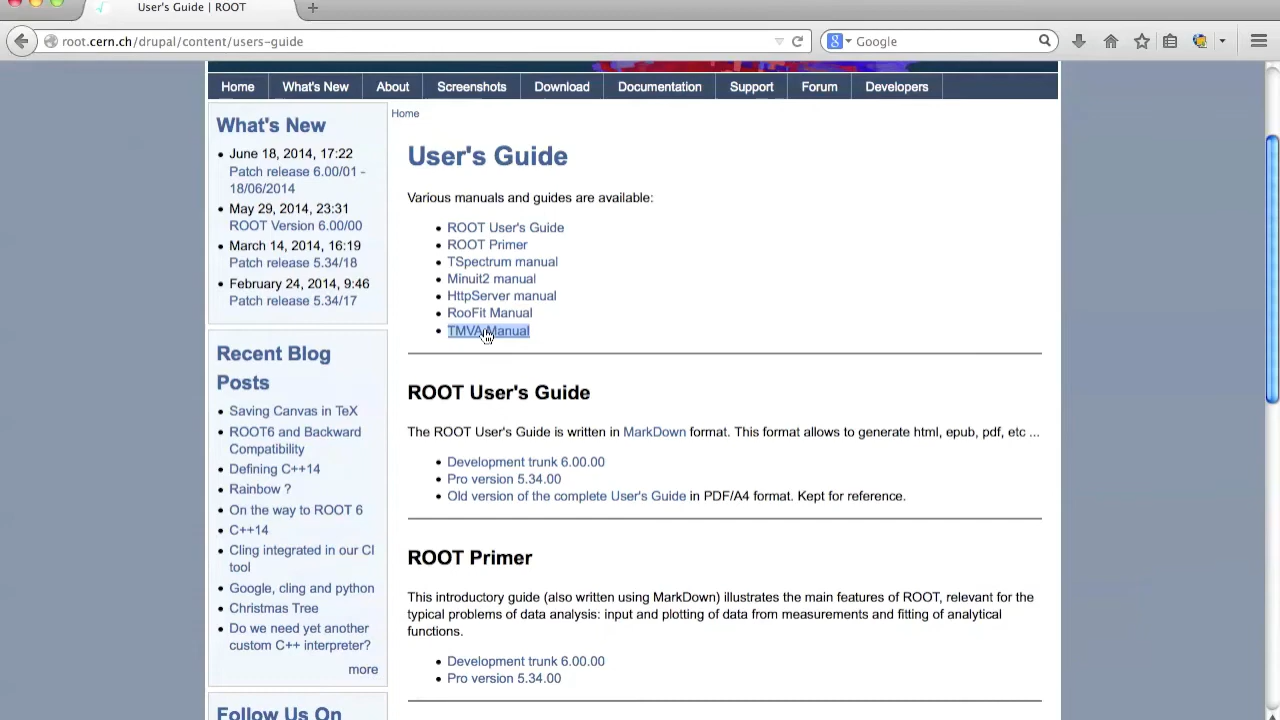 User's Guide | ROOT
root.cern.ch/drupal/content/users-guide
Google
Home What's New About Screenshots Download Documentation Support Forum Developers
What's New
June 18, 2014, 17:22
Patch release 6.00/01 -
18/06/2014
May 29, 2014, 23:31
ROOT Version 6.00/00
March 14, 2014, 16:19
Patch release 5.34/18
February 24, 2014, 9:46
Patch release 5.34/17
Recent Blog
Posts
Saving Canvas in TeX
ROOT6 and Backward
Compatibility
Defining C++14
Rainbow ?
On the way to ROOT 6
C++14
Cling integrated in our CI
tool
Google, cling and python
Christmas Tree
Do we need yet another
custom C++ interpreter?
more
Follow Us On
Home
User's Guide
Various manuals and guides are available:
ROOT User's Guide
ROOT Primer
TSpectrum manual
Minuit2 manual
HttpServer manual
RooFit Manual
TMVA Manual
ROOT User's Guide
The ROOT User's Guide is written in MarkDown format. This format allows to generate html, epub, pdf, etc ...
Development trunk 6.00.00
Pro version 5.34.00
Old version of the complete User's Guide in PDF/A4 format. Kept for reference.
ROOT Primer
This introductory guide (also written using MarkDown) illustrates the main features of ROOT, relevant for the
typical problems of data analysis: input and plotting of data from measurements and fitting of analytical
functions.
Development trunk 6.00.00
Pro version 5.34.00